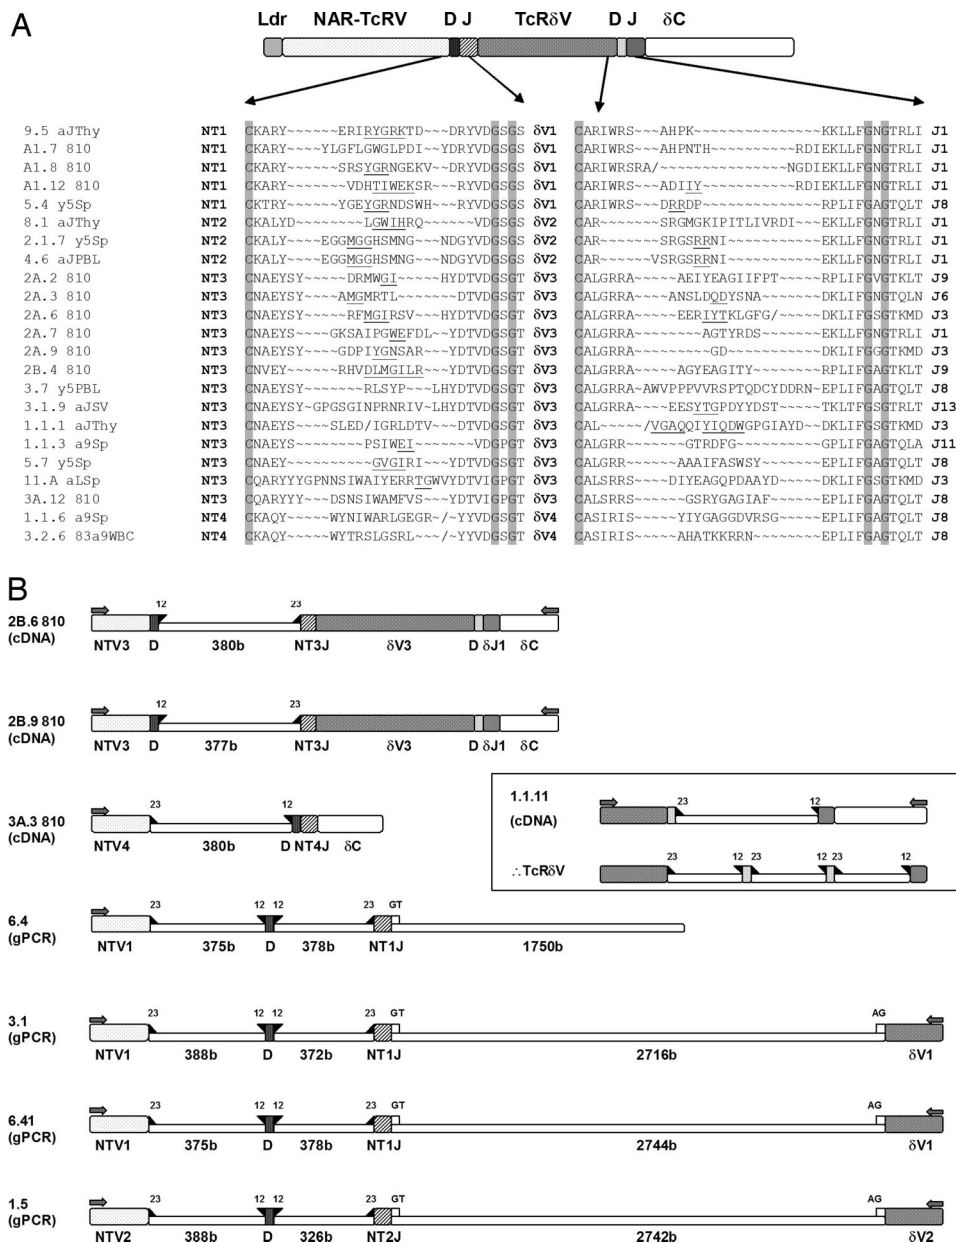 A
Ldr NAR-TcRV D J TcRδV D J δC
9.5 aJThy NT1 CKARY~~~~~ERIRYGRKTD~~~DRYVDGSGS δV1 CARIWRS~~~AHPK~~~~~~~~~~~~~KKLLFGNGTRLI J1
A1.7 810 NT1 CKARY~~~~YLGFLGWGLPDI~YDRYVDGSGS δV1 CARIWRS~~~AHPNTH~~~~~~~~~RDIEKLLFGNGTRLI J1
A1.8 810 NT1 CKARY~~~~~SRSYGRNGEKV~DRYVDGSGS δV1 CARIWRSRA/~~~~~~~~~~~~~~~NGDIEKLLFGNGTRLI J1
A1.12 810 NT1 CKARY~~~~~~VDHTIWEKSR~~RYVDGSGS δV1 CARIWRS~~~ADIIY~~~~~~~~~~RDIEKLLFGNGTRLI J1
5.4 y5Sp NT1 CKTRY~~~~~YGEYGRNDSWH~RYVDGSGS δV1 CARIWRS~~~DRRDP~~~~~~~~~~~~~EPLIFGAGTQLT J8
8.1 aJThy NT2 CKALYD~~~~~~~LGWIHRQ~~~VDGSGS δV1 CAR~~~~~SRGMGKIPITLIVRDI~~EKLLFGNGTRLI J1
2.1.7 y5Sp NT2 CKALY~~~EGGMGGHSMNG~~~NDGYVDGSGS δV2 CAR~~~~~SRGSRRNI~~~~~~~~~~~EKLLFGNGTRLI J1
4.6 aJPBL NT2 CKALY~~~EGGMGGHSMNG~~~NDGYVDGSGS δV2 CAR~~~~VSRGSRRNI~~~~~~~~~~~EKLLFGNGTRLI J1
2A.2 810 NT3 CNAEYSY~~~~~DRMWGI~~~~HYDTVDGSGT δV3 CALGRRA~~~~AEIYEAGIIFPT~~~~RPLIFGVGTKLT J9
2A.3 810 NT3 CNAEYSY~~~~~AMGMRTL~~~~~DTVDGSGT δV3 CALGRRA~~~ANSLDQDYSNA~~~~~~DTLIFGNGTQLN J6
2A.6 810 NT3 CNAEYSY~~~~~RFMGIRSV~~HYDTVDGSGT δV3 CALGRRA~~~~EERIYTKLGFG/~~~~DKLIFGSGTKMD J3
2A.7 810 NT3 CNAEYSY~~~GKSAIPGWEFDL~YDTVDGSGT δV3 CALGRRA~~~~~~AGTYRDS~~~~~~~EKLLIFGNGTRLI J1
2A.9 810 NT3 CNAEYSY~~~~GDPIYGNSAR~~~DTVDGSGT δV3 CALGRRA~~~~~~~GD~~~~~~~~~~~DKLIFGGGTKMD J3
2B.4 810 NT3 CNVEY~~~~~~RHVDLMGILR~~YDTVDGSGT δV3 CALGRRA~~~~~AGYEAGITY~~~~~~RPLIFGAGTKLT J9
3.7 y5PBL NT3 CNAEYSY~~~~~~RLSYP~~LHYDTVDGSGT δV3 CALGRRA~AWVPPPVVRSPTQDCYDDRN~EPLIFGAGTQLT J8
3.1.9 aJSV NT3 CNAEYSY~GPGSGINPRNRIV~LHYDTVDGSGT δV3 CALGRRA~~~~EESYTGPDYYDST~~~TKLTFGSGTRLT J13
1.1.1 aJThy NT3 CNAEYSY~~~SLED/IGRLDTV~DTVDGSGT δV3 CAL~~~~~/VGAQQIYIQDWGPGIAYD~~DKLIFGSGTKMD J3
1.1.3 a9Sp NT3 CNAEYSY~~~~~~PSIWEI~~~~~YDTVDGSGT δV3 CALGRR~~~~~GTRDFG~~~~~~~~~~GPLIFGAGTQLA J11
5.7 y5Sp NT3 CNAEY~~~~~~~GVGIRI~~~YDTVIGPGT δV3 CALGRRA~~~~AAAIFASWSY~~~~~~EPLIFGAGTQLT J8
11.A aLSp NT3 CQARYYYGPNNSIWAIYERRTGWVYDTVDGSGT δV3 CALSRRS~~~~DIYEAGQPDAAYD~~~DKLIFGSGTKMD J3
3A.12 810 NT3 CQARYYY~~~DSNSIWAMFVS~~YDTVIGPGT δV3 CALSRRR~~~~~GSRYGAGIAF~~~~~EPLIFGAGTQLT J8
1.1.6 a9Sp NT4 CKAQY~~~~~WYNIWARLGEGR~/~YYVDGSGT δV4 CASIRIS~~~~~YIYGAGGDVRSG~~~EPLIFGAGTQLT J8
3.2.6 83a9WBC NT4 CKAQY~~~~~WYTRSLGSRL~~~/~YYVDGSGT δV4 CASIRIS~~~~~AHATKKRRN~~~~~~EPLIFGAGTQLT J8
B
2B.6 810 (cDNA)
12 23
NTV3 D 380b NT3J δV3 D δJ1 δC
2B.9 810 (cDNA)
12 23
NTV3 D 377b NT3J δV3 D δJ1 δC
3A.3 810 (cDNA)
23 12
NTV4 380b D NT4J δC
1.1.11 (cDNA)
23 12
∴TcRδV
23 12 23 12 23 12
6.4 (gPCR)
23 12 12 23 GT
NTV1 375b D 378b NT1J 1750b
3.1 (gPCR)
23 12 12 23 GT AG
NTV1 388b D 372b NT1J 2716b δV1
6.41 (gPCR)
23 12 12 23 GT AG
NTV1 375b D 378b NT1J 2744b δV1
1.5 (gPCR)
23 12 12 23 GT AG
NTV2 388b D 326b NT2J 2742b δV2